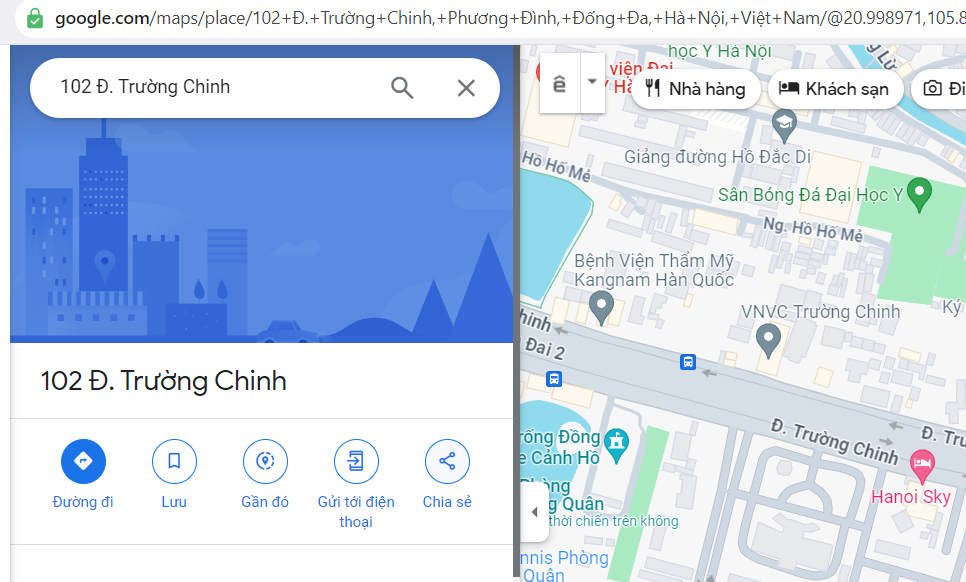 google.com/maps/place/102+Đ.+Trường+Chinh,+Phương+Đình,+Đống+Đa,+Hà+Nội,+Việt+Nam/@20.998971,105.8
102 Đ. Trường Chinh
ê
Nhà hàng
Khách sạn
Đi
102 Đ. Trường Chinh
Đường đi
Lưu
Gần đó
Gửi tới điện
thoại
Chia sẻ
học Y Hà Nội
viện Đại
Y Hà
g Lừ
Giảng đường Hồ Đắc Di
Hồ Hố Mẻ
Sân Bóng Đá Đại Học Y
Ng. Hồ Hố Mẻ
Bệnh Viện Thẩm Mỹ
Kangnam Hàn Quốc
VNVC Trường Chinh
Ký
hinh
Đai 2
Đ. Trường Chinh
Đ. Trư
rống Đồng
e Cảnh Hồ
Phòng
g Quân
thời chiến trên không
Hanoi Sky
nnis Phòng
Quân